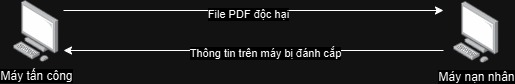 File PDF độc hại
Thông tin trên máy bị đánh cắp
Máy tấn công
Máy nạn nhân